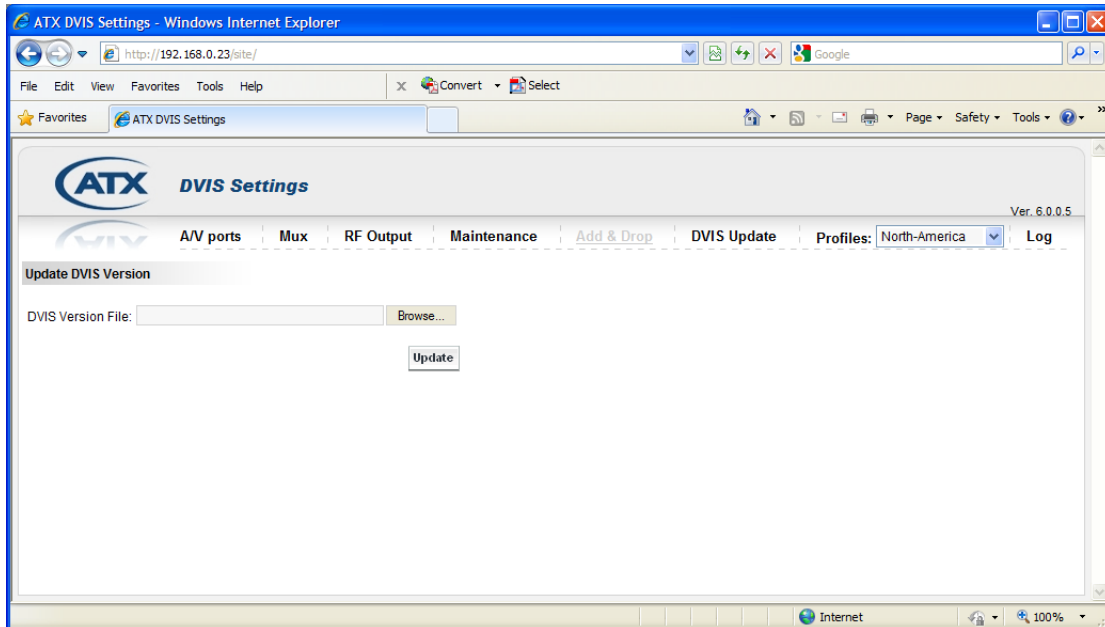 ATX DVIS Settings - Windows Internet Explorer
http://192.168.0.23/site/
Google
File Edit View Favorites Tools Help
x Convert Select
Favorites
ATX DVIS Settings
Page Safety Tools
ATX
DVIS Settings
Ver. 6.0.0.5
A/V ports Mux RF Output Maintenance Add & Drop DVIS Update Profiles: North-America Log
Update DVIS Version
DVIS Version File: Browse...
Update
Internet
100%